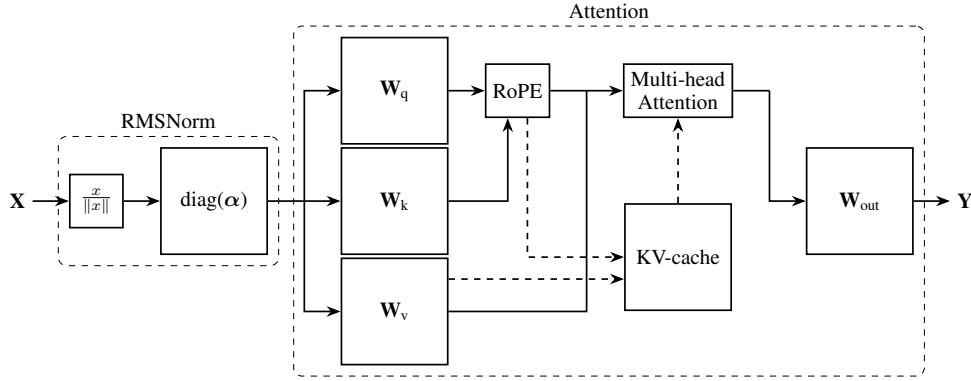 Attention
RMSNorm
X
x
‖x‖
diag(α)
W_q
W_k
W_v
RoPE
Multi-head
Attention
KV-cache
W_out
Y